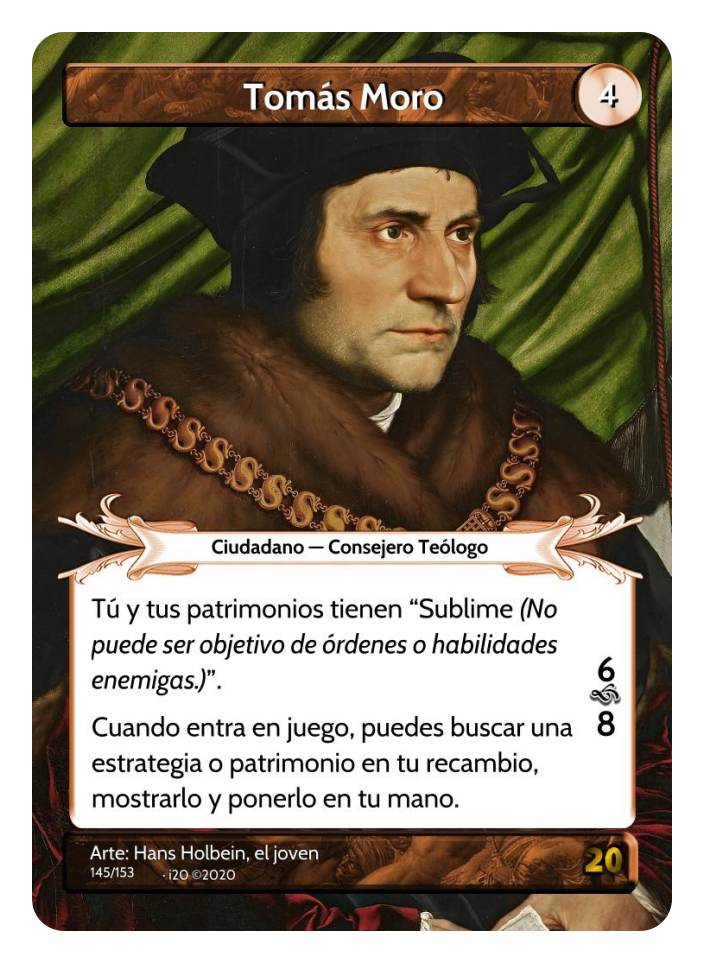 Tomás Moro
4
Ciudadano — Consejero Teólogo
Tú y tus patrimonios tienen “Sublime (No
puede ser objetivo de órdenes o habilidades
enemigas.)”.
Cuando entra en juego, puedes buscar una
estrategia o patrimonio en tu recambio,
mostrarlo y ponerlo en tu mano.
6
8
Arte: Hans Holbein, el joven
145/153 · i20 ©2020
20